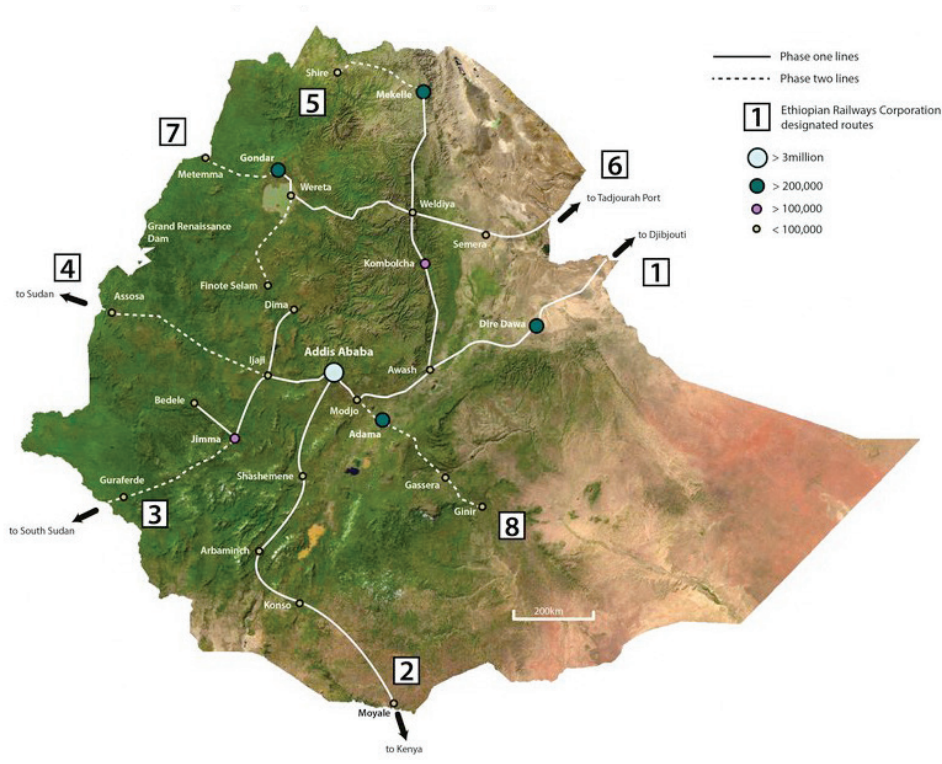 Phase one lines
Phase two lines
1
Ethiopian Railways Corporation
designated routes
> 3million
> 200,000
> 100,000
< 100,000
Shire
5
Mekelle
7
Metemma
Gondar
Wereta
6
to Tadjourah Port
Weldiya
Semera
Grand Renaissance
Dam
to Djibjouti
Kombolcha
4
1
to Sudan
Assosa
Finote Selam
Dima
Dire Dawa
Ijaji
Addis Ababa
Awash
Bedele
Modjo
Jimma
Adama
Guraferde
Shashemene
Gassera
Ginir
3
8
to South Sudan
Arbaminch
Konso
200km
2
Moyale
to Kenya